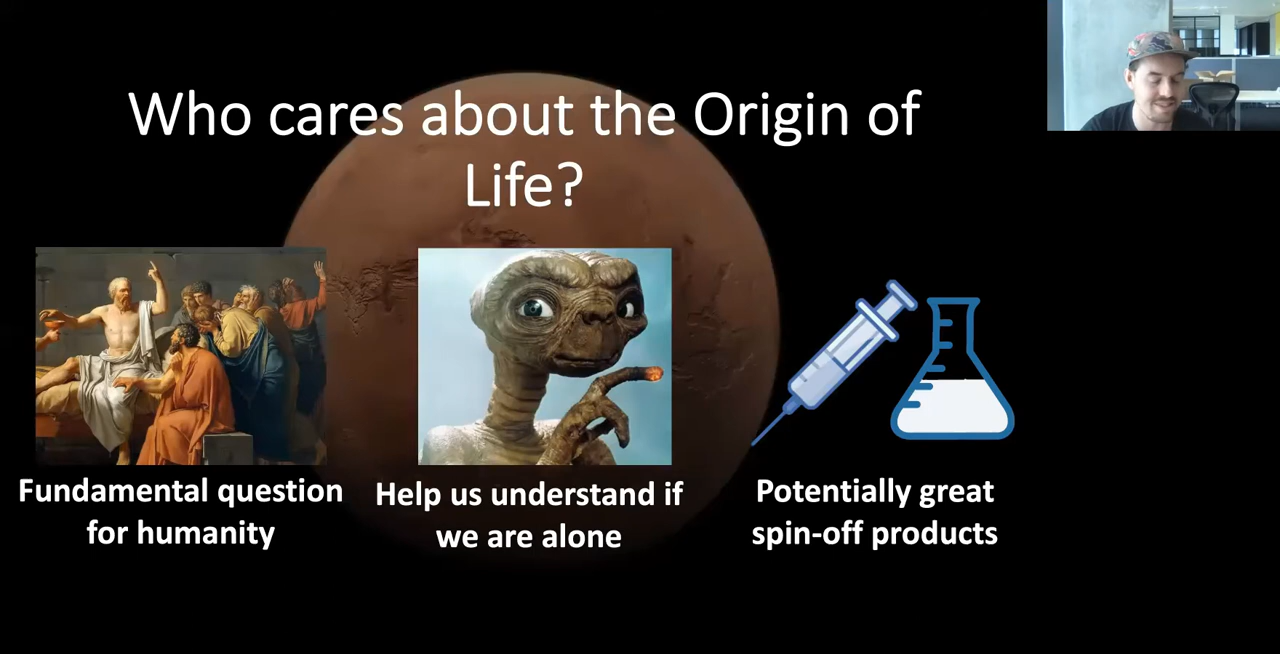 Who cares about the Origin of
Life?
Fundamental question
for humanity
Help us understand if
we are alone
Potentially great
spin-off products